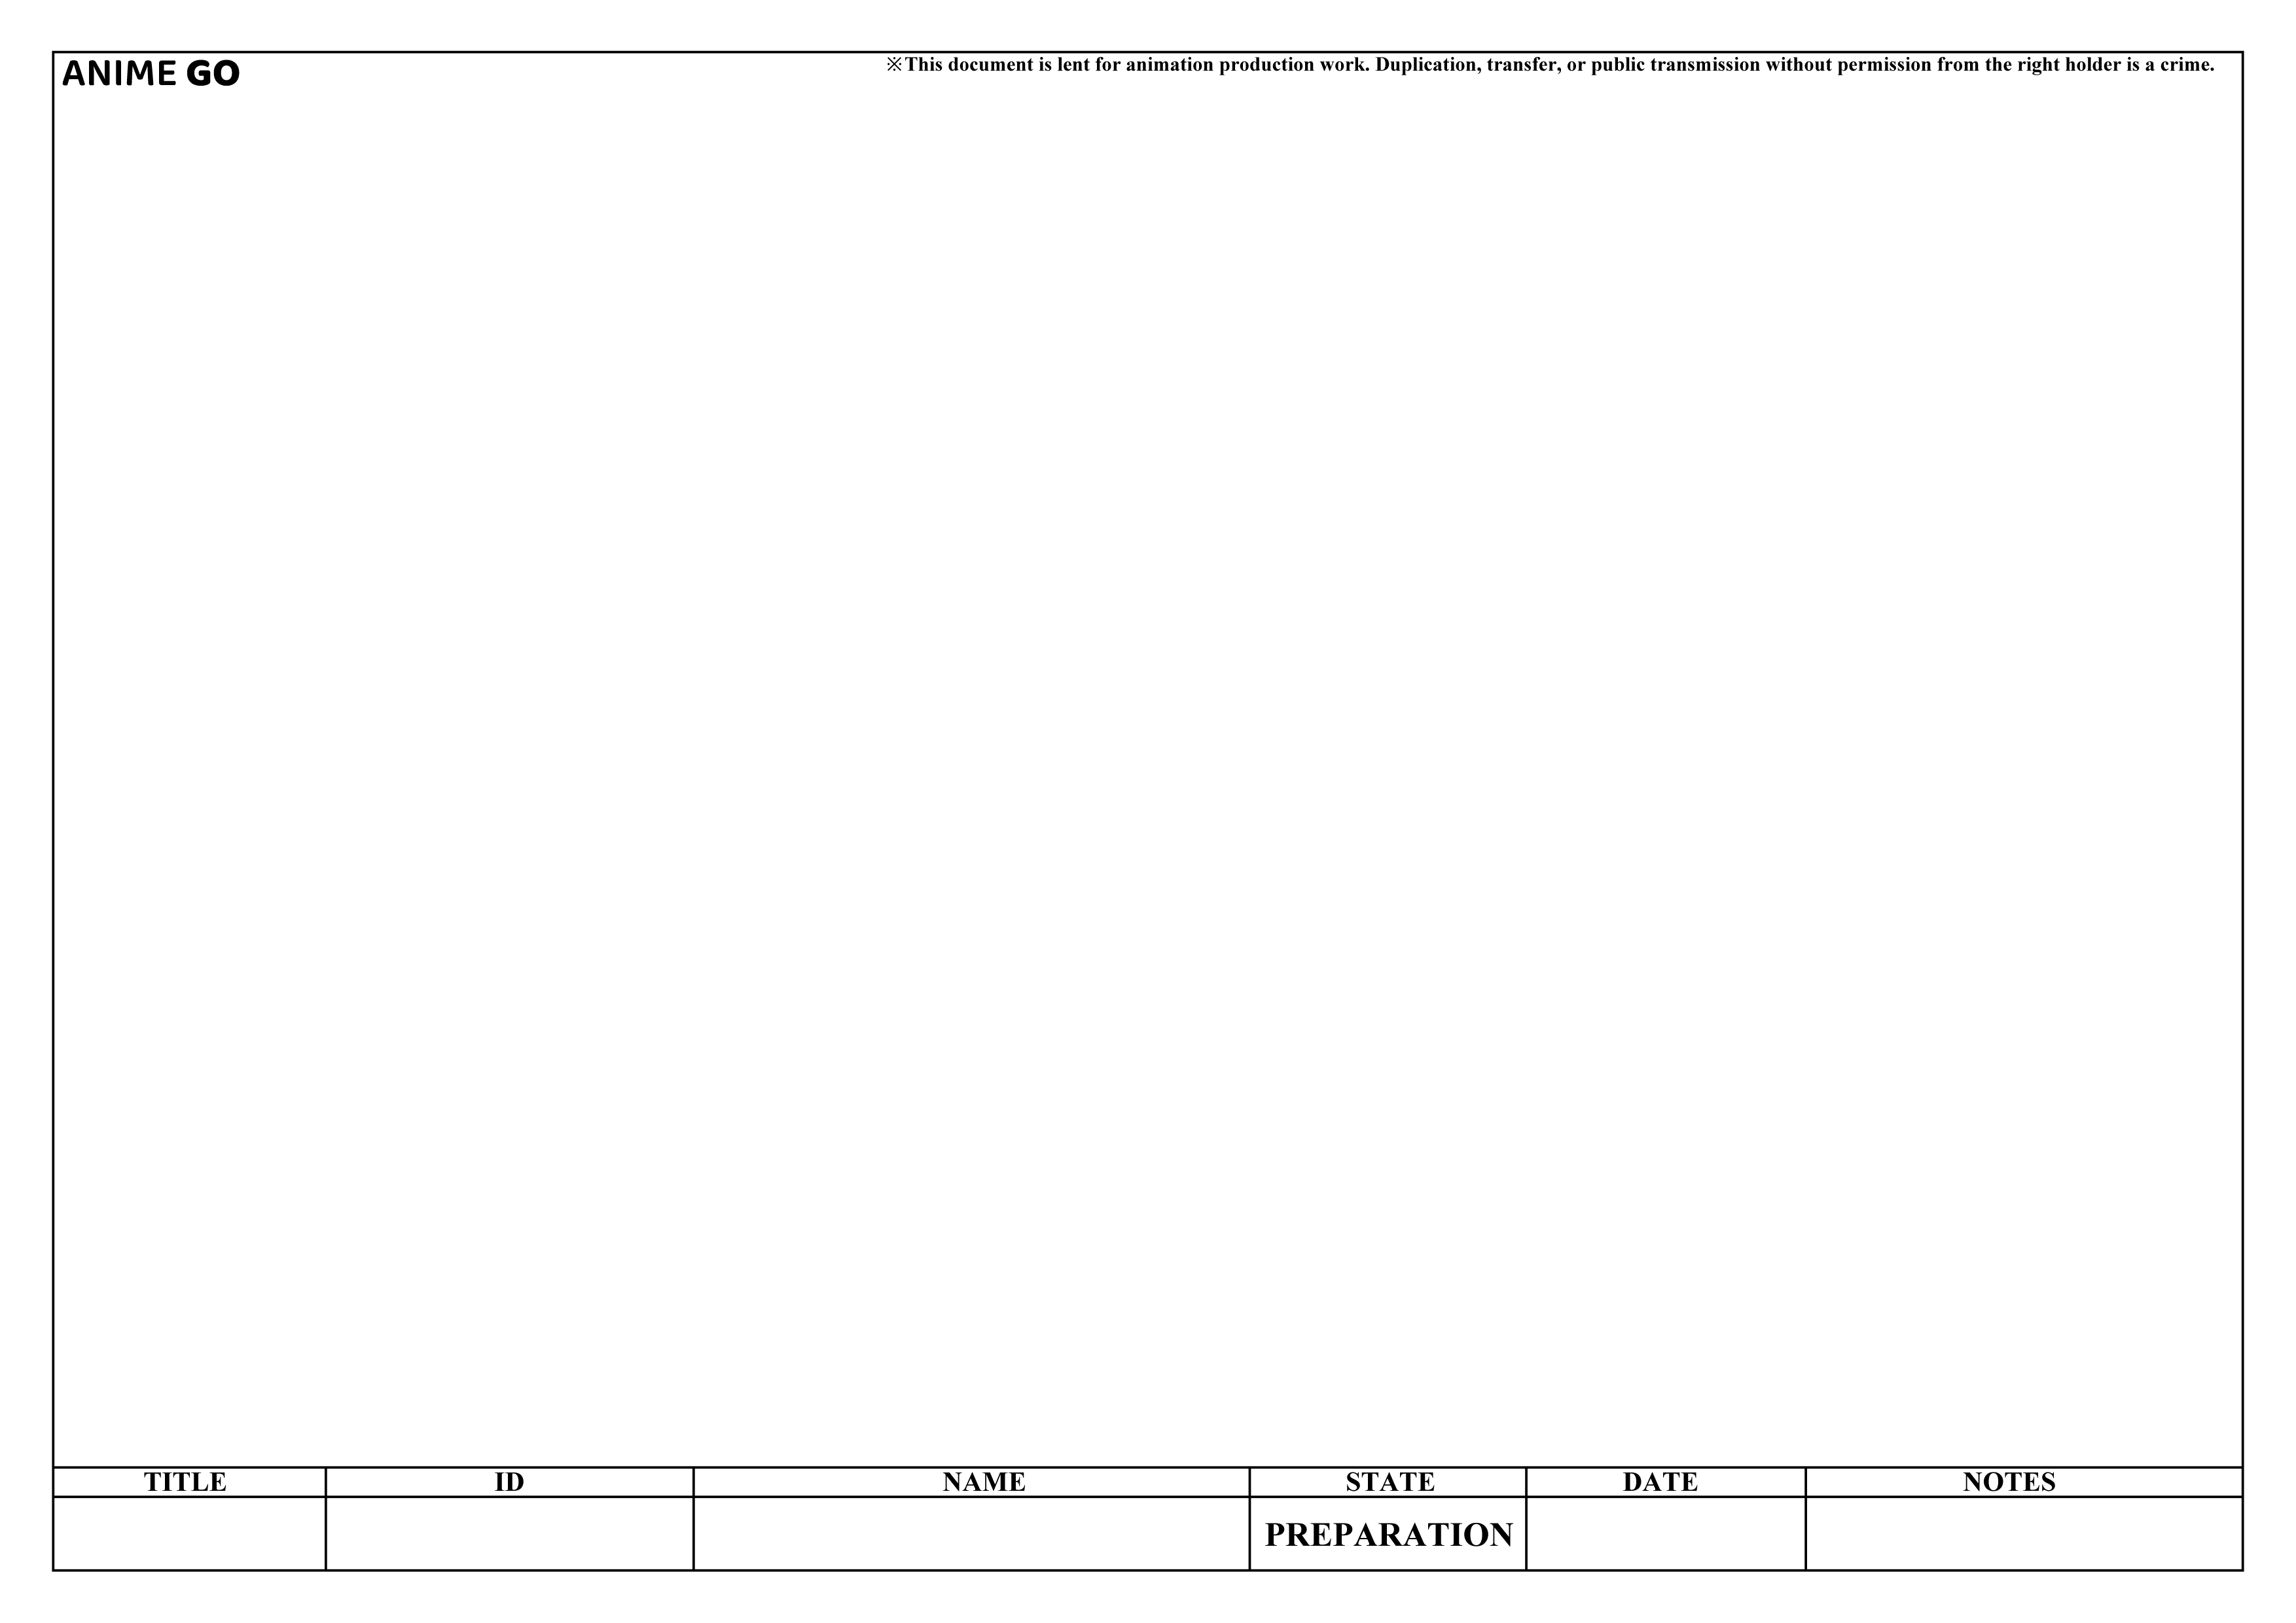 ANIME GO
※This document is lent for animation production work. Duplication, transfer, or public transmission without permission from the right holder is a crime.
TITLE ID NAME STATE DATE NOTES
PREPARATION